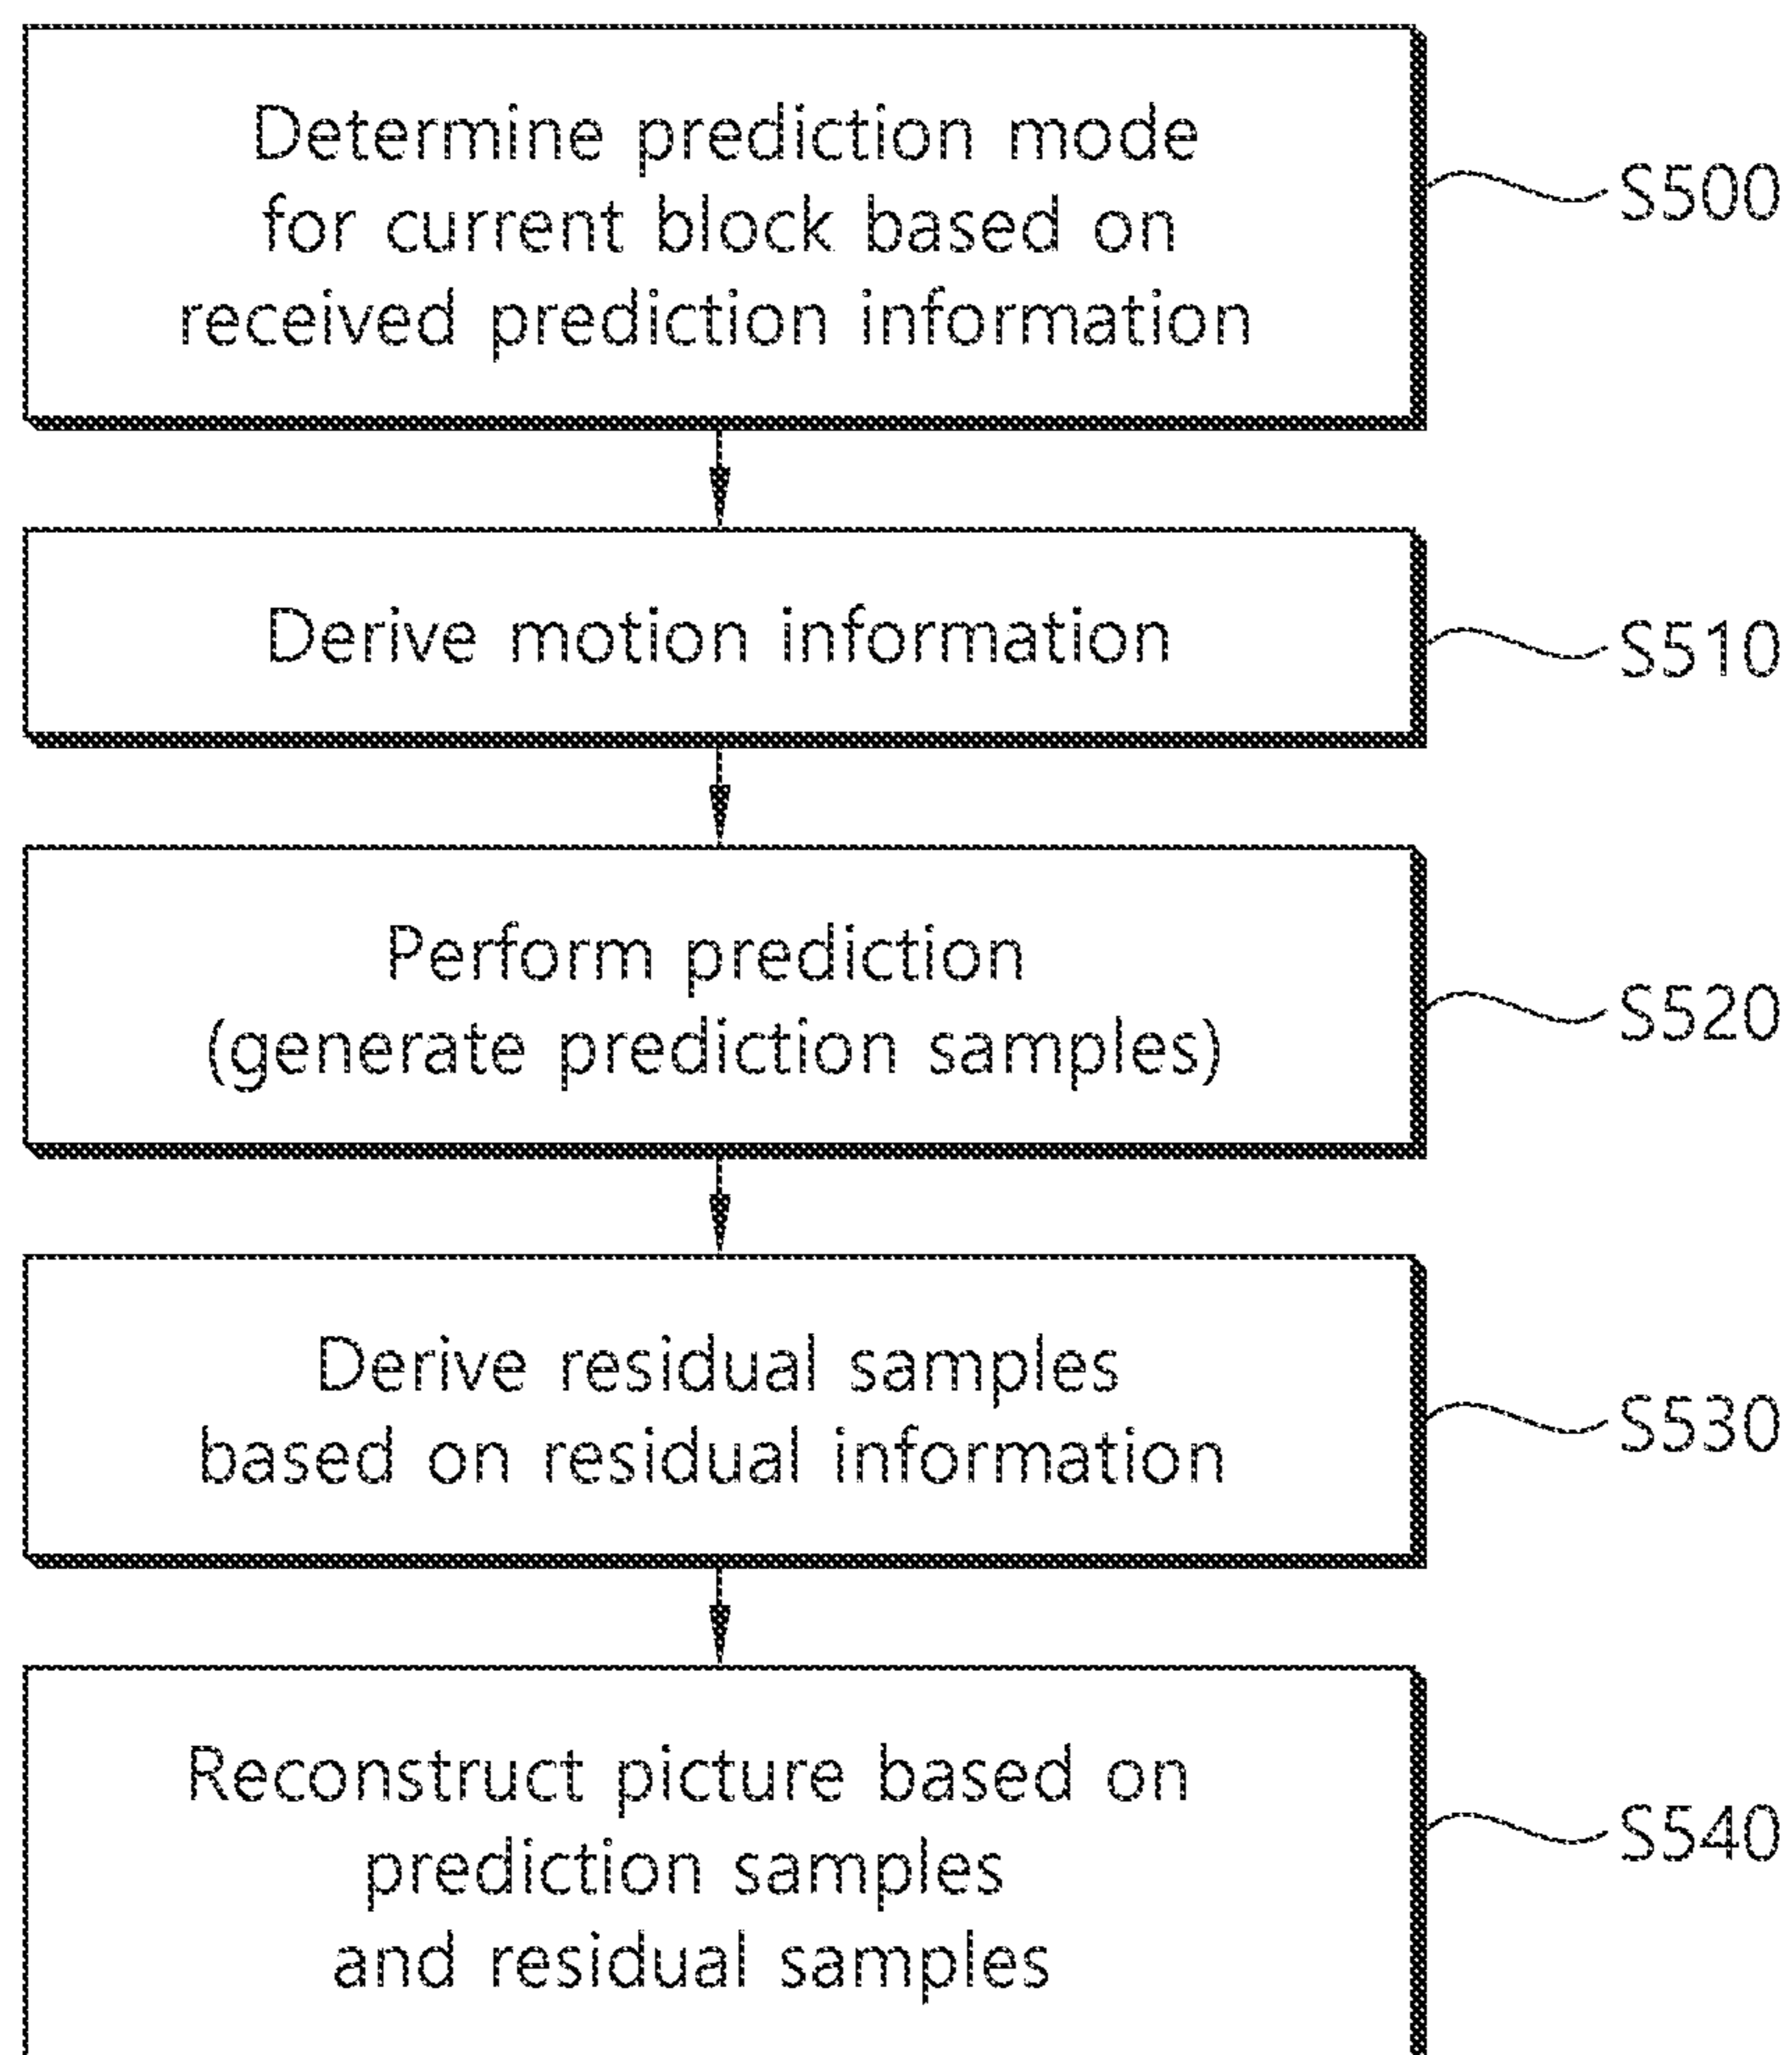 Determine prediction mode
for current block based on
received prediction information
S500
Derive motion information
S510
Perform prediction
(generate prediction samples)
S520
Derive residual samples
based on residual information
S530
Reconstruct picture based on
prediction samples
and residual samples
S540